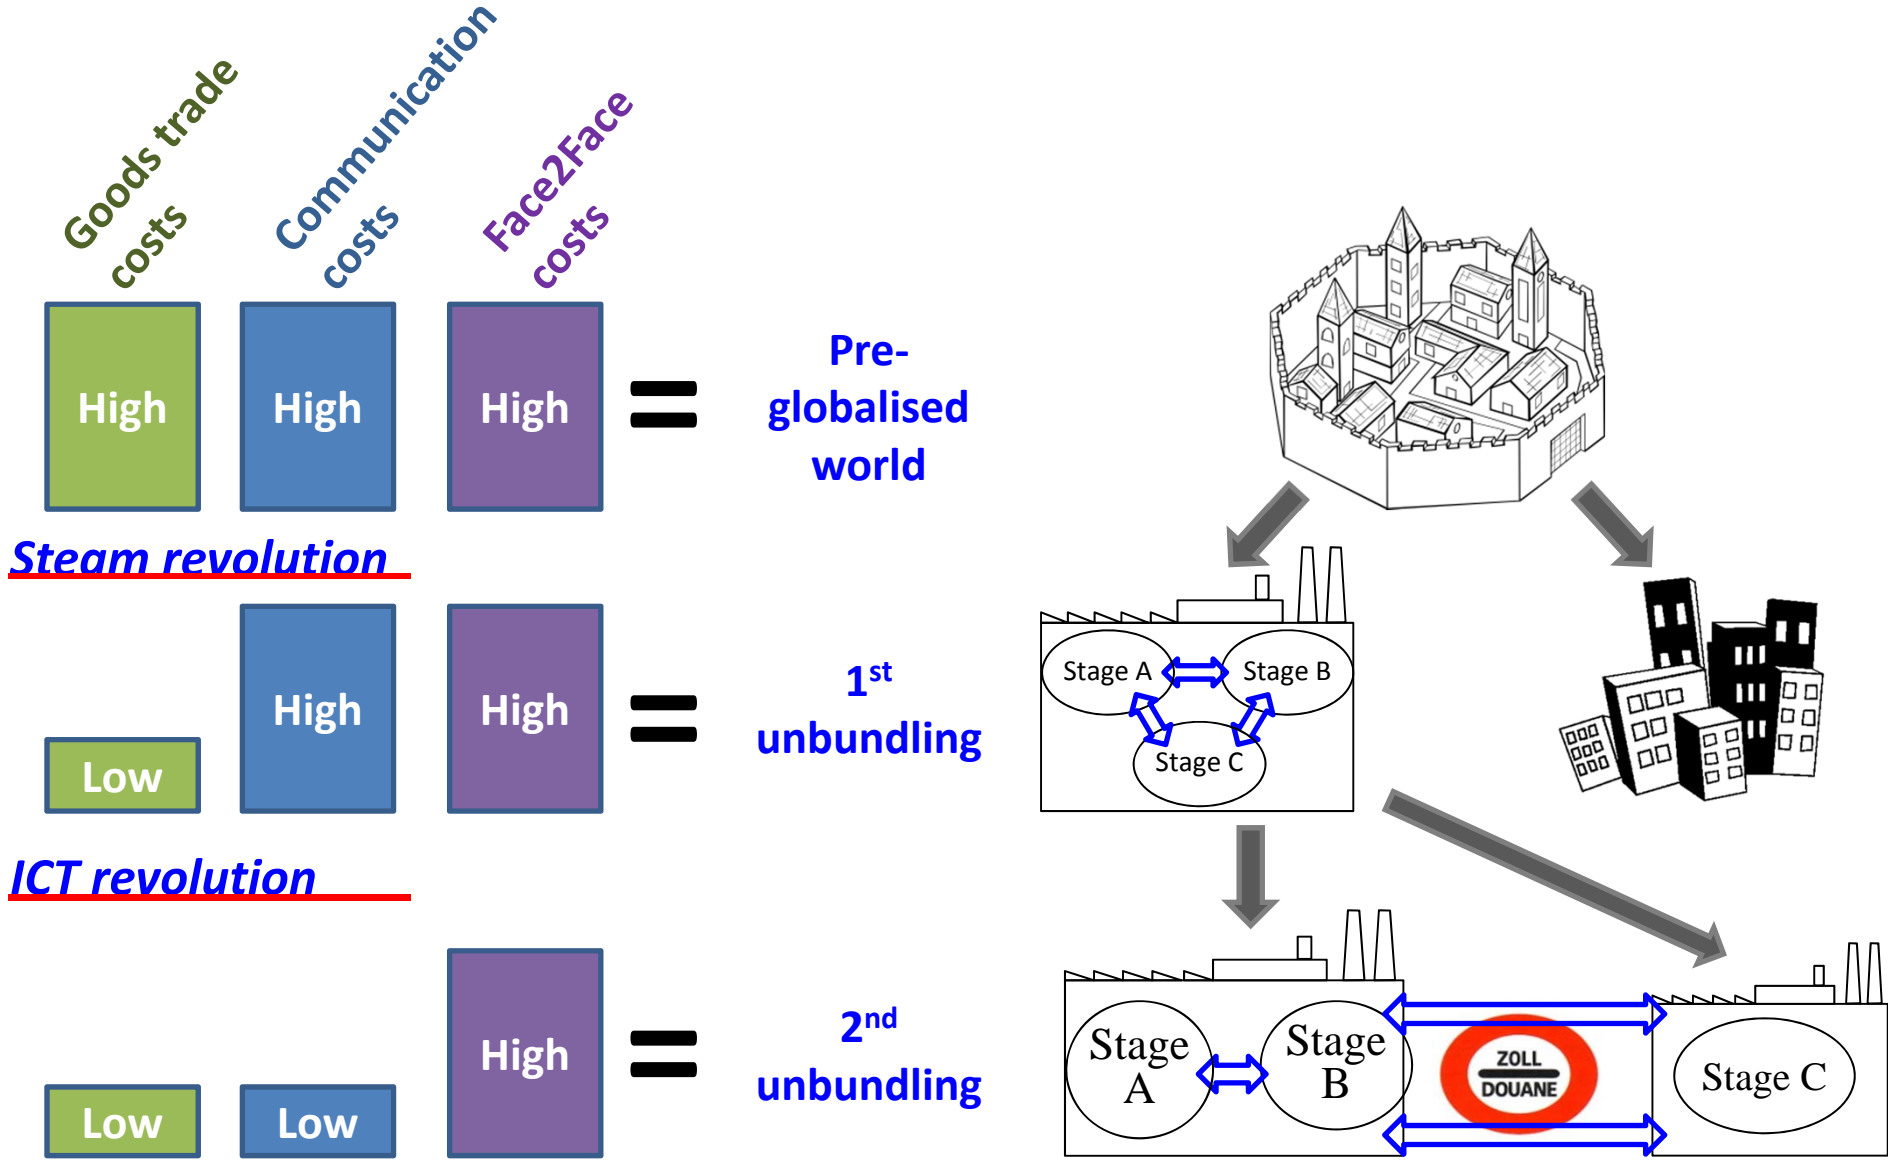 Goods trade
costs
Communication
costs
Face2Face
costs
High
High
High
Pre-
globalised
world
Steam revolution
Low
High
High
1st
unbundling
Stage A
Stage B
Stage C
ICT revolution
Low
Low
High
2nd
unbundling
Stage
A
Stage
B
ZOLL
DOUANE
Stage C